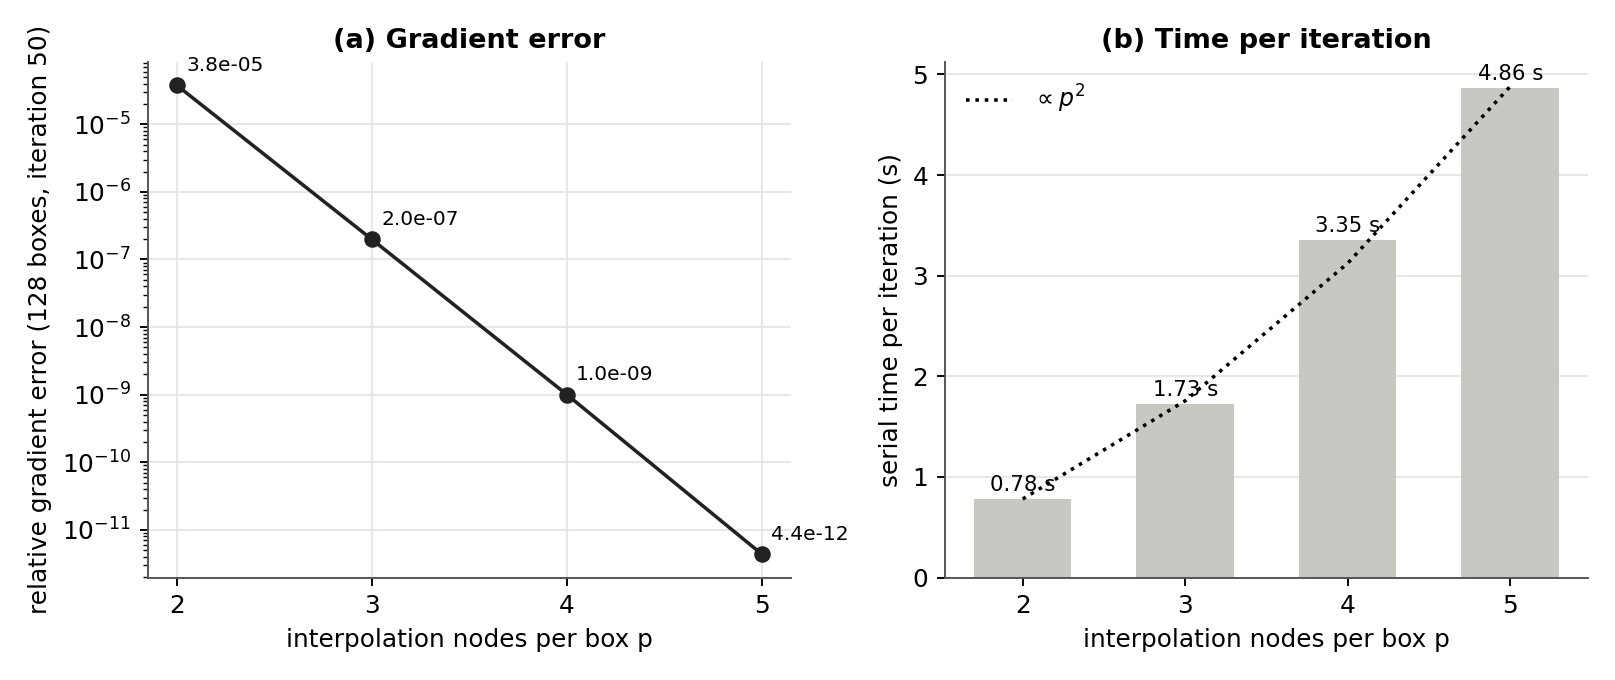 (a) Gradient error
relative gradient error (128 boxes, iteration 50)
10⁻⁵
10⁻⁶
10⁻⁷
10⁻⁸
10⁻⁹
10⁻¹⁰
10⁻¹¹
3.8e-05
2.0e-07
1.0e-09
4.4e-12
2 3 4 5
interpolation nodes per box p
(b) Time per iteration
serial time per iteration (s)
5
4
3
2
1
0
∝ p²
0.78 s
1.73 s
3.35 s
4.86 s
2 3 4 5
interpolation nodes per box p